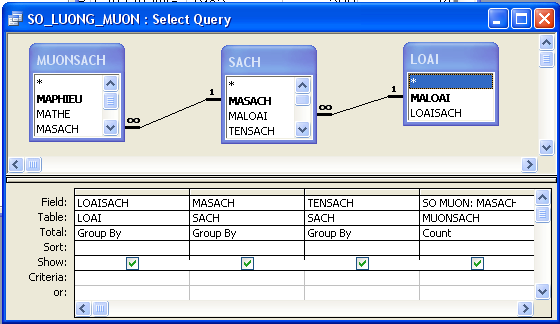 SO_LUONG_MUON : Select Query
MUONSACH
*
MAPHIEU
MATHE
MASACH
SACH
*
MASACH
MALOAI
TENSACH
LOAI
*
MALOAI
LOAISACH
∞ 1
∞ 1
Field: LOAISACH MASACH TENSACH SO MUON: MASACH
Table: LOAI SACH SACH MUONSACH
Total: Group By Group By Group By Count
Sort:
Show:
Criteria:
or: